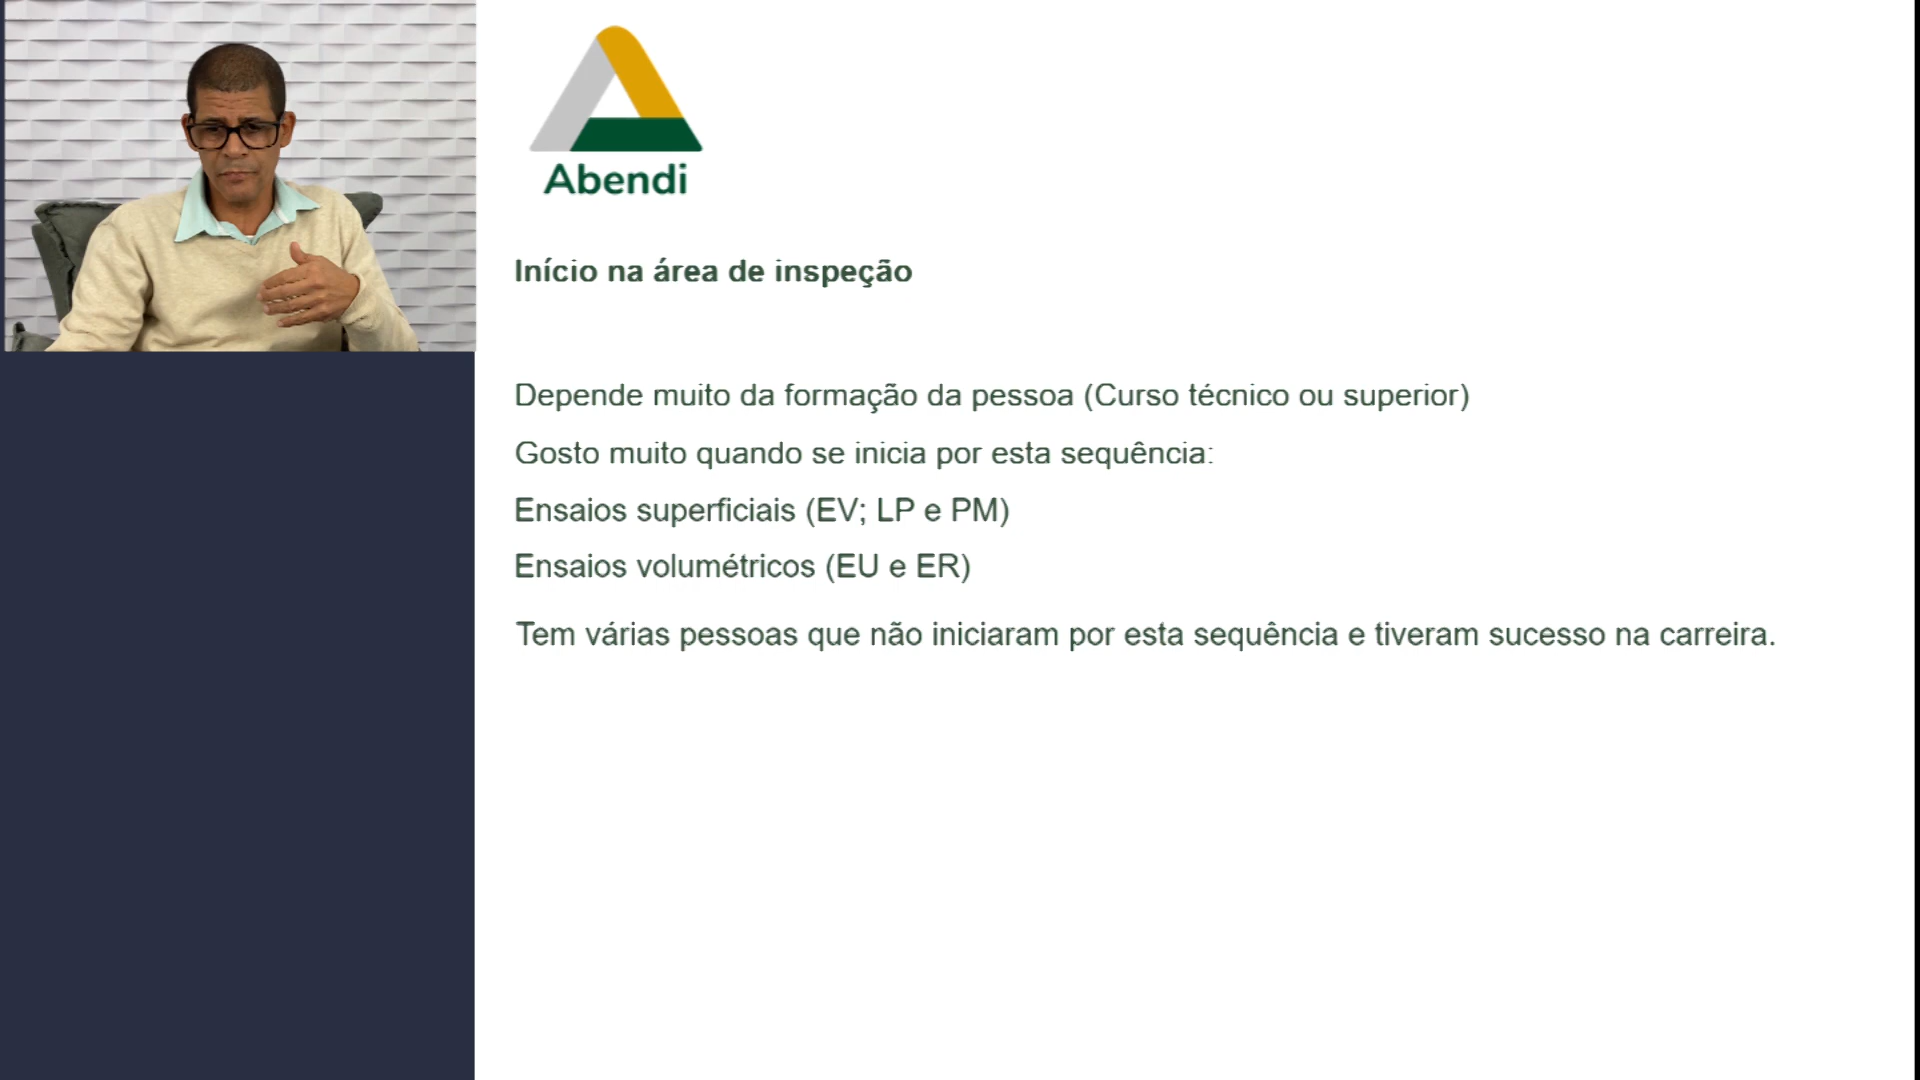 Abendi
Início na área de inspeção
Depende muito da formação da pessoa (Curso técnico ou superior)
Gosto muito quando se inicia por esta sequência:
Ensaios superficiais (EV; LP e PM)
Ensaios volumétricos (EU e ER)
Tem várias pessoas que não iniciaram por esta sequência e tiveram sucesso na carreira.